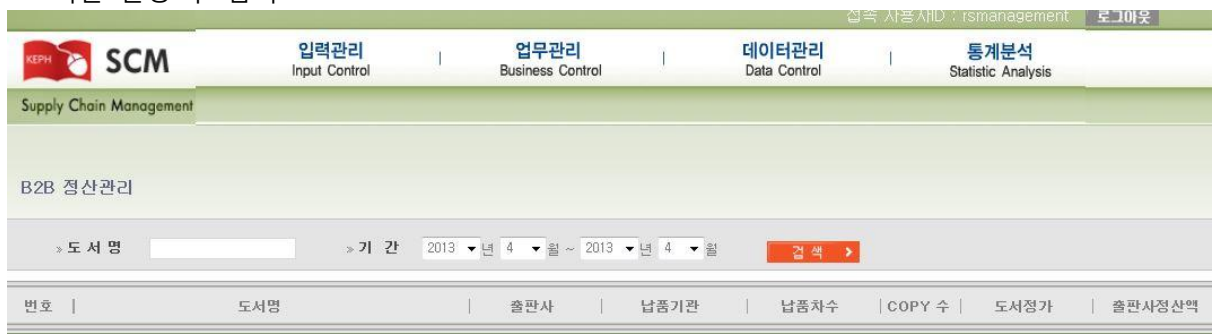 접속 사용자ID : rsmanagement 로그아웃
KEPH SCM 입력관리 | 업무관리 | 데이터관리 | 통계분석
Input Control Business Control Data Control Statistic Analysis
Supply Chain Management
B2B 정산관리
» 도 서 명 » 기 간 2013 년 4 월 ~ 2013 년 4 월 검 색
번호 | 도서명 | 출판사 | 납품기관 | 납품차수 | COPY 수 | 도서정가 | 출판사정산액